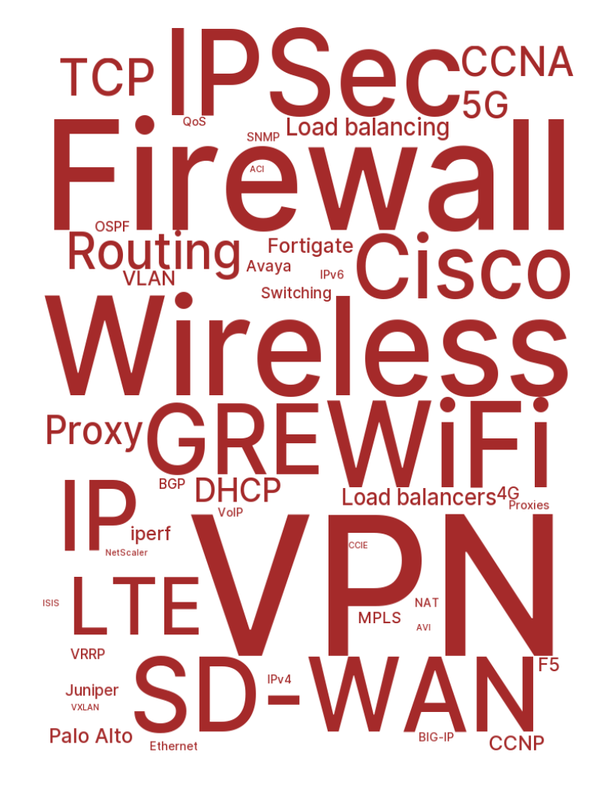 TCP
IPSec
CCNA
5G
QoS
SNMP
Load balancing
Firewall
ACI
OSPF
Routing
VLAN
Avaya
Fortigate
IPv6
Switching
Cisco
Wireless
Proxy
GRE
WiFi
BGP
DHCP
VoIP
Load balancers
4G
Proxies
IP
iperf
NetScaler
VPN
CCIE
MPLS
NAT
AVI
ISIS
LTE
VRRP
SD-WAN
IPv4
F5
Juniper
VXLAN
Palo Alto
Ethernet
BIG-IP
CCNP